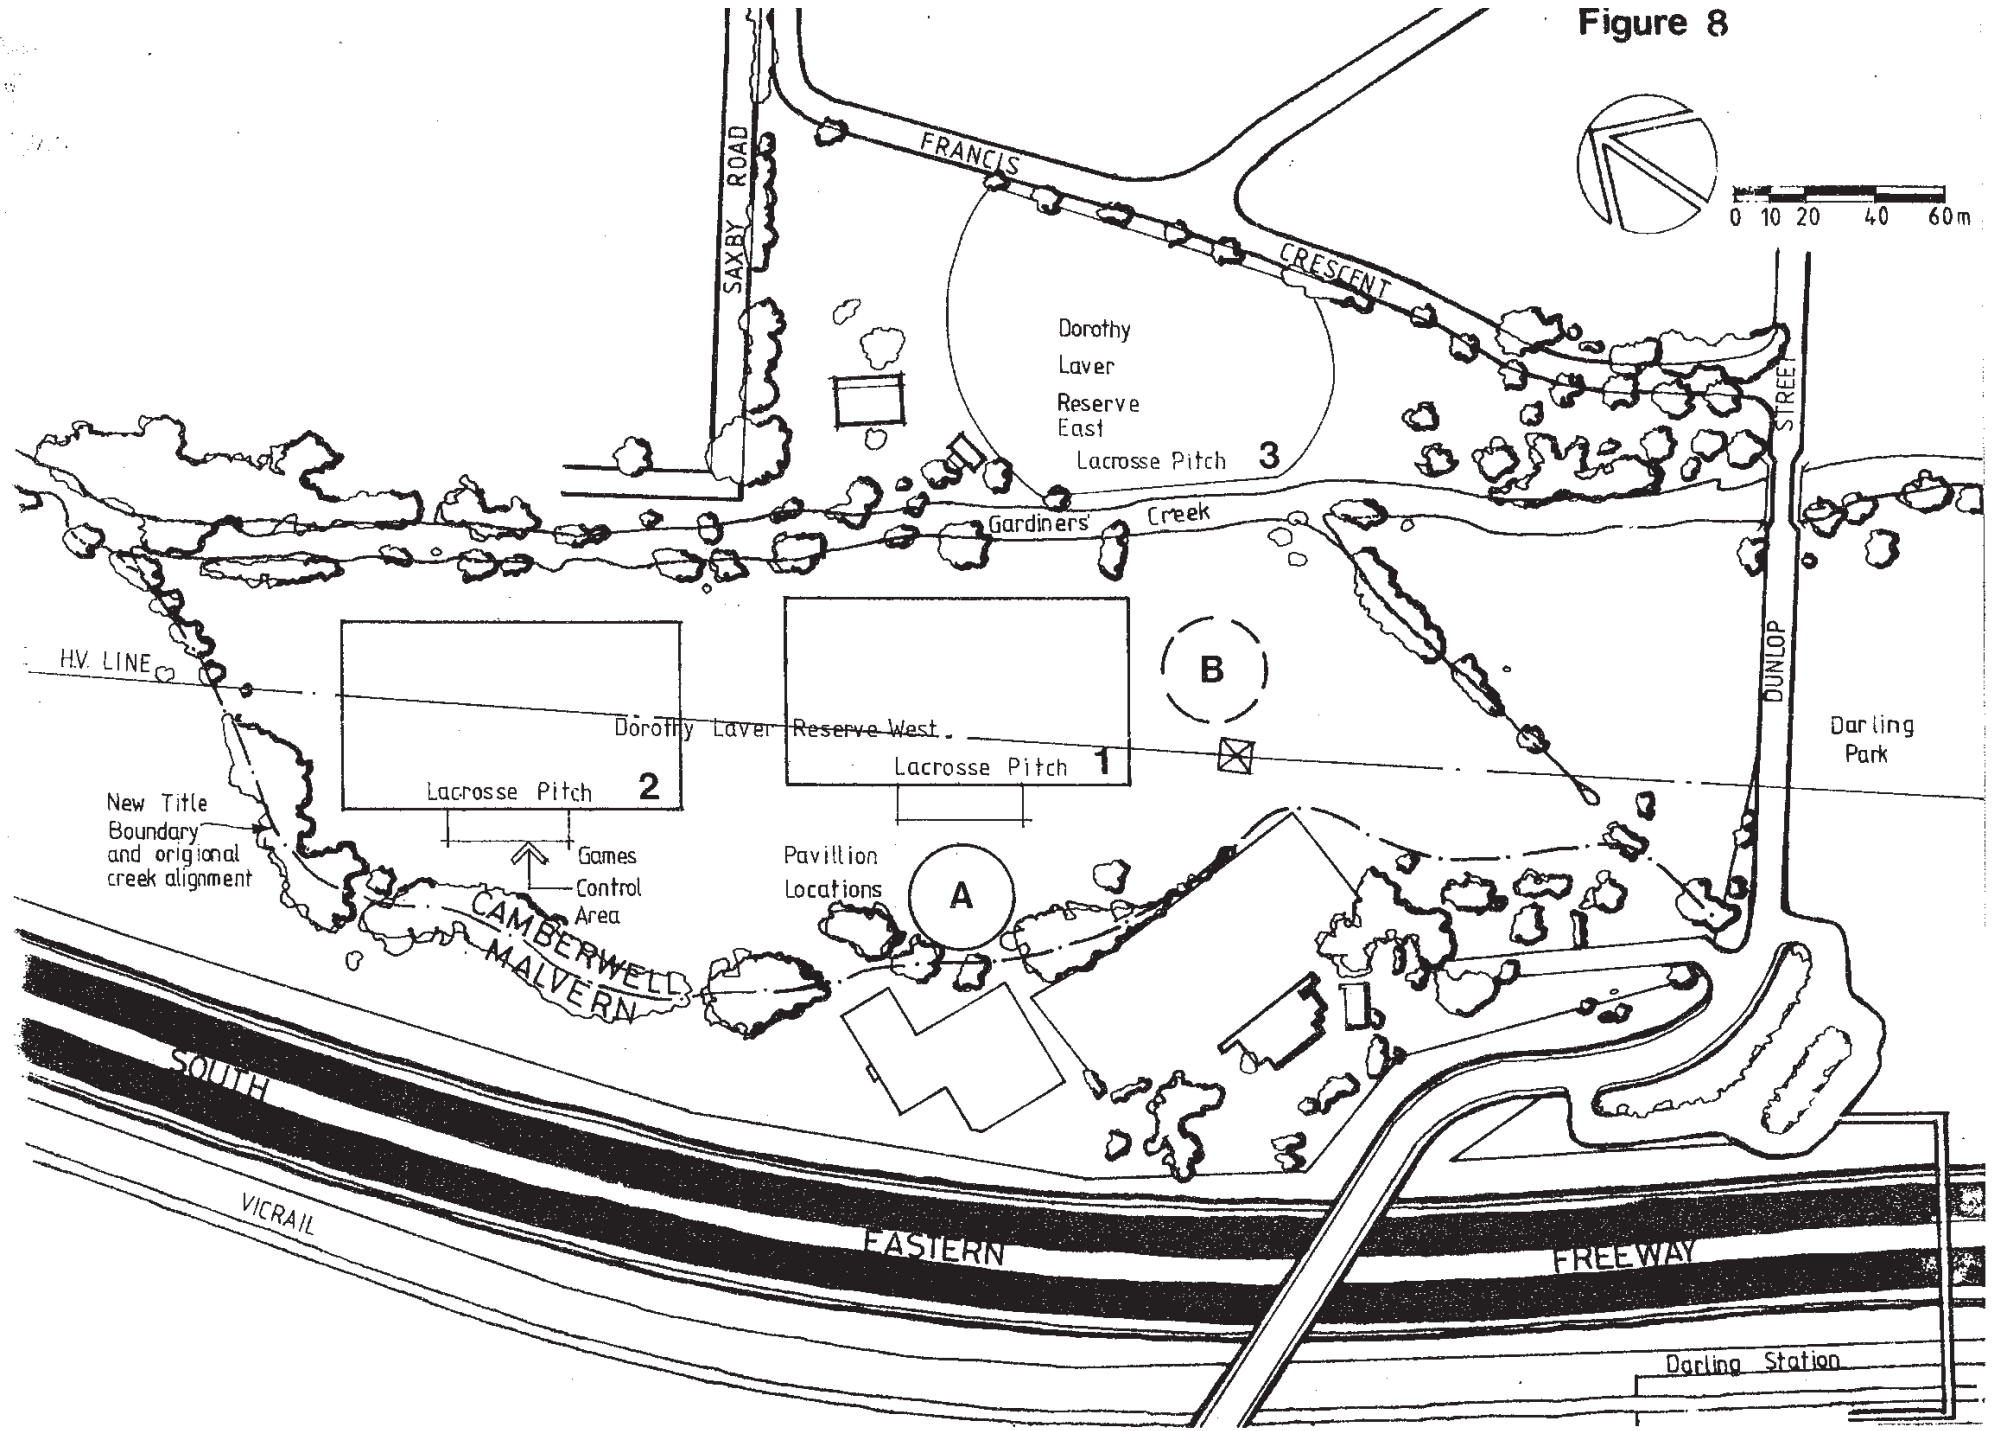 Figure 8
0 10 20 40 60m
SAXBY ROAD
FRANCIS
CRESCENT
Dorothy
Laver
Reserve
East
Lacrosse Pitch 3
STREET
DUNLOP
Gardiners' Creek
H.V. LINE
B
Dorothy Laver Reserve West
Darling
Park
Lacrosse Pitch 1
Lacrosse Pitch 2
New Title
Boundary
and origional
creek alignment
Games
Control
Area
Pavillion
Locations
A
CAMBERWELL
MALVERN
SOUTH
EASTERN
FREEWAY
VICRAIL
Darling Station